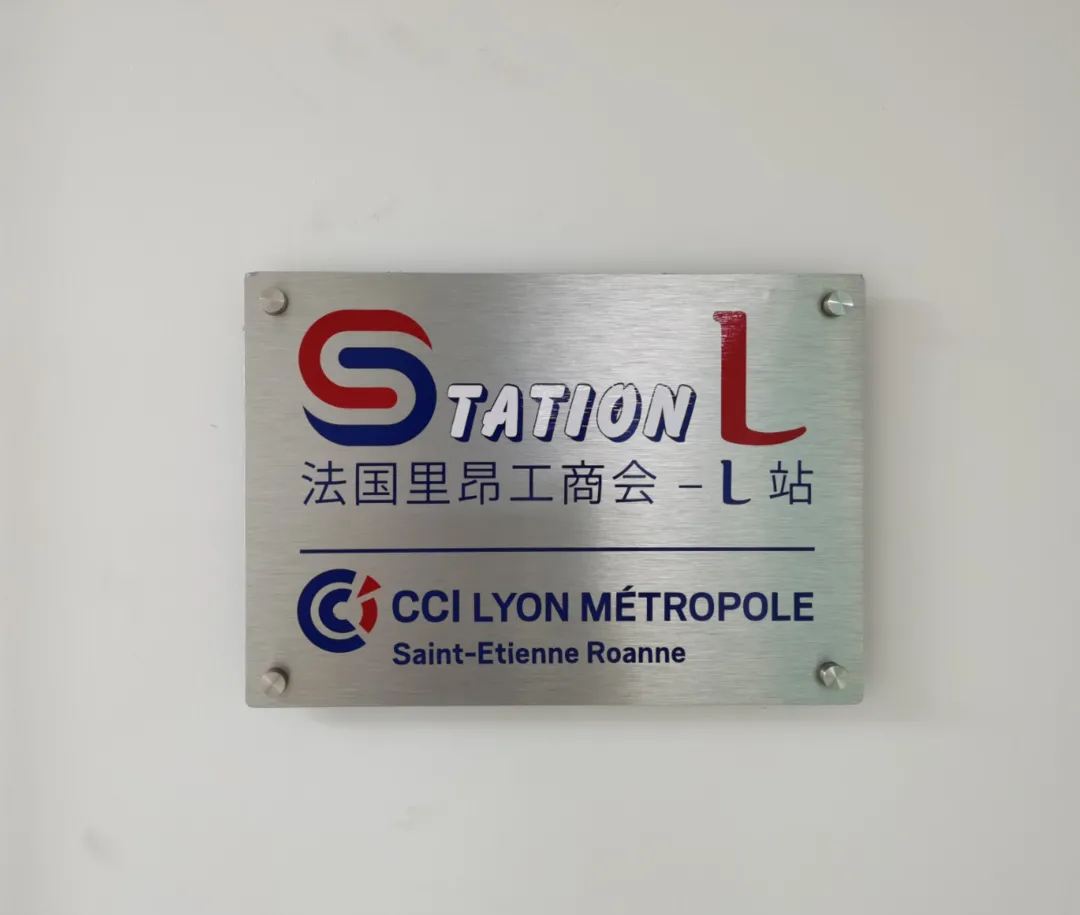 STATION L
法国里昂工商会 – L 站
CCI LYON MÉTROPOLE
Saint-Etienne Roanne